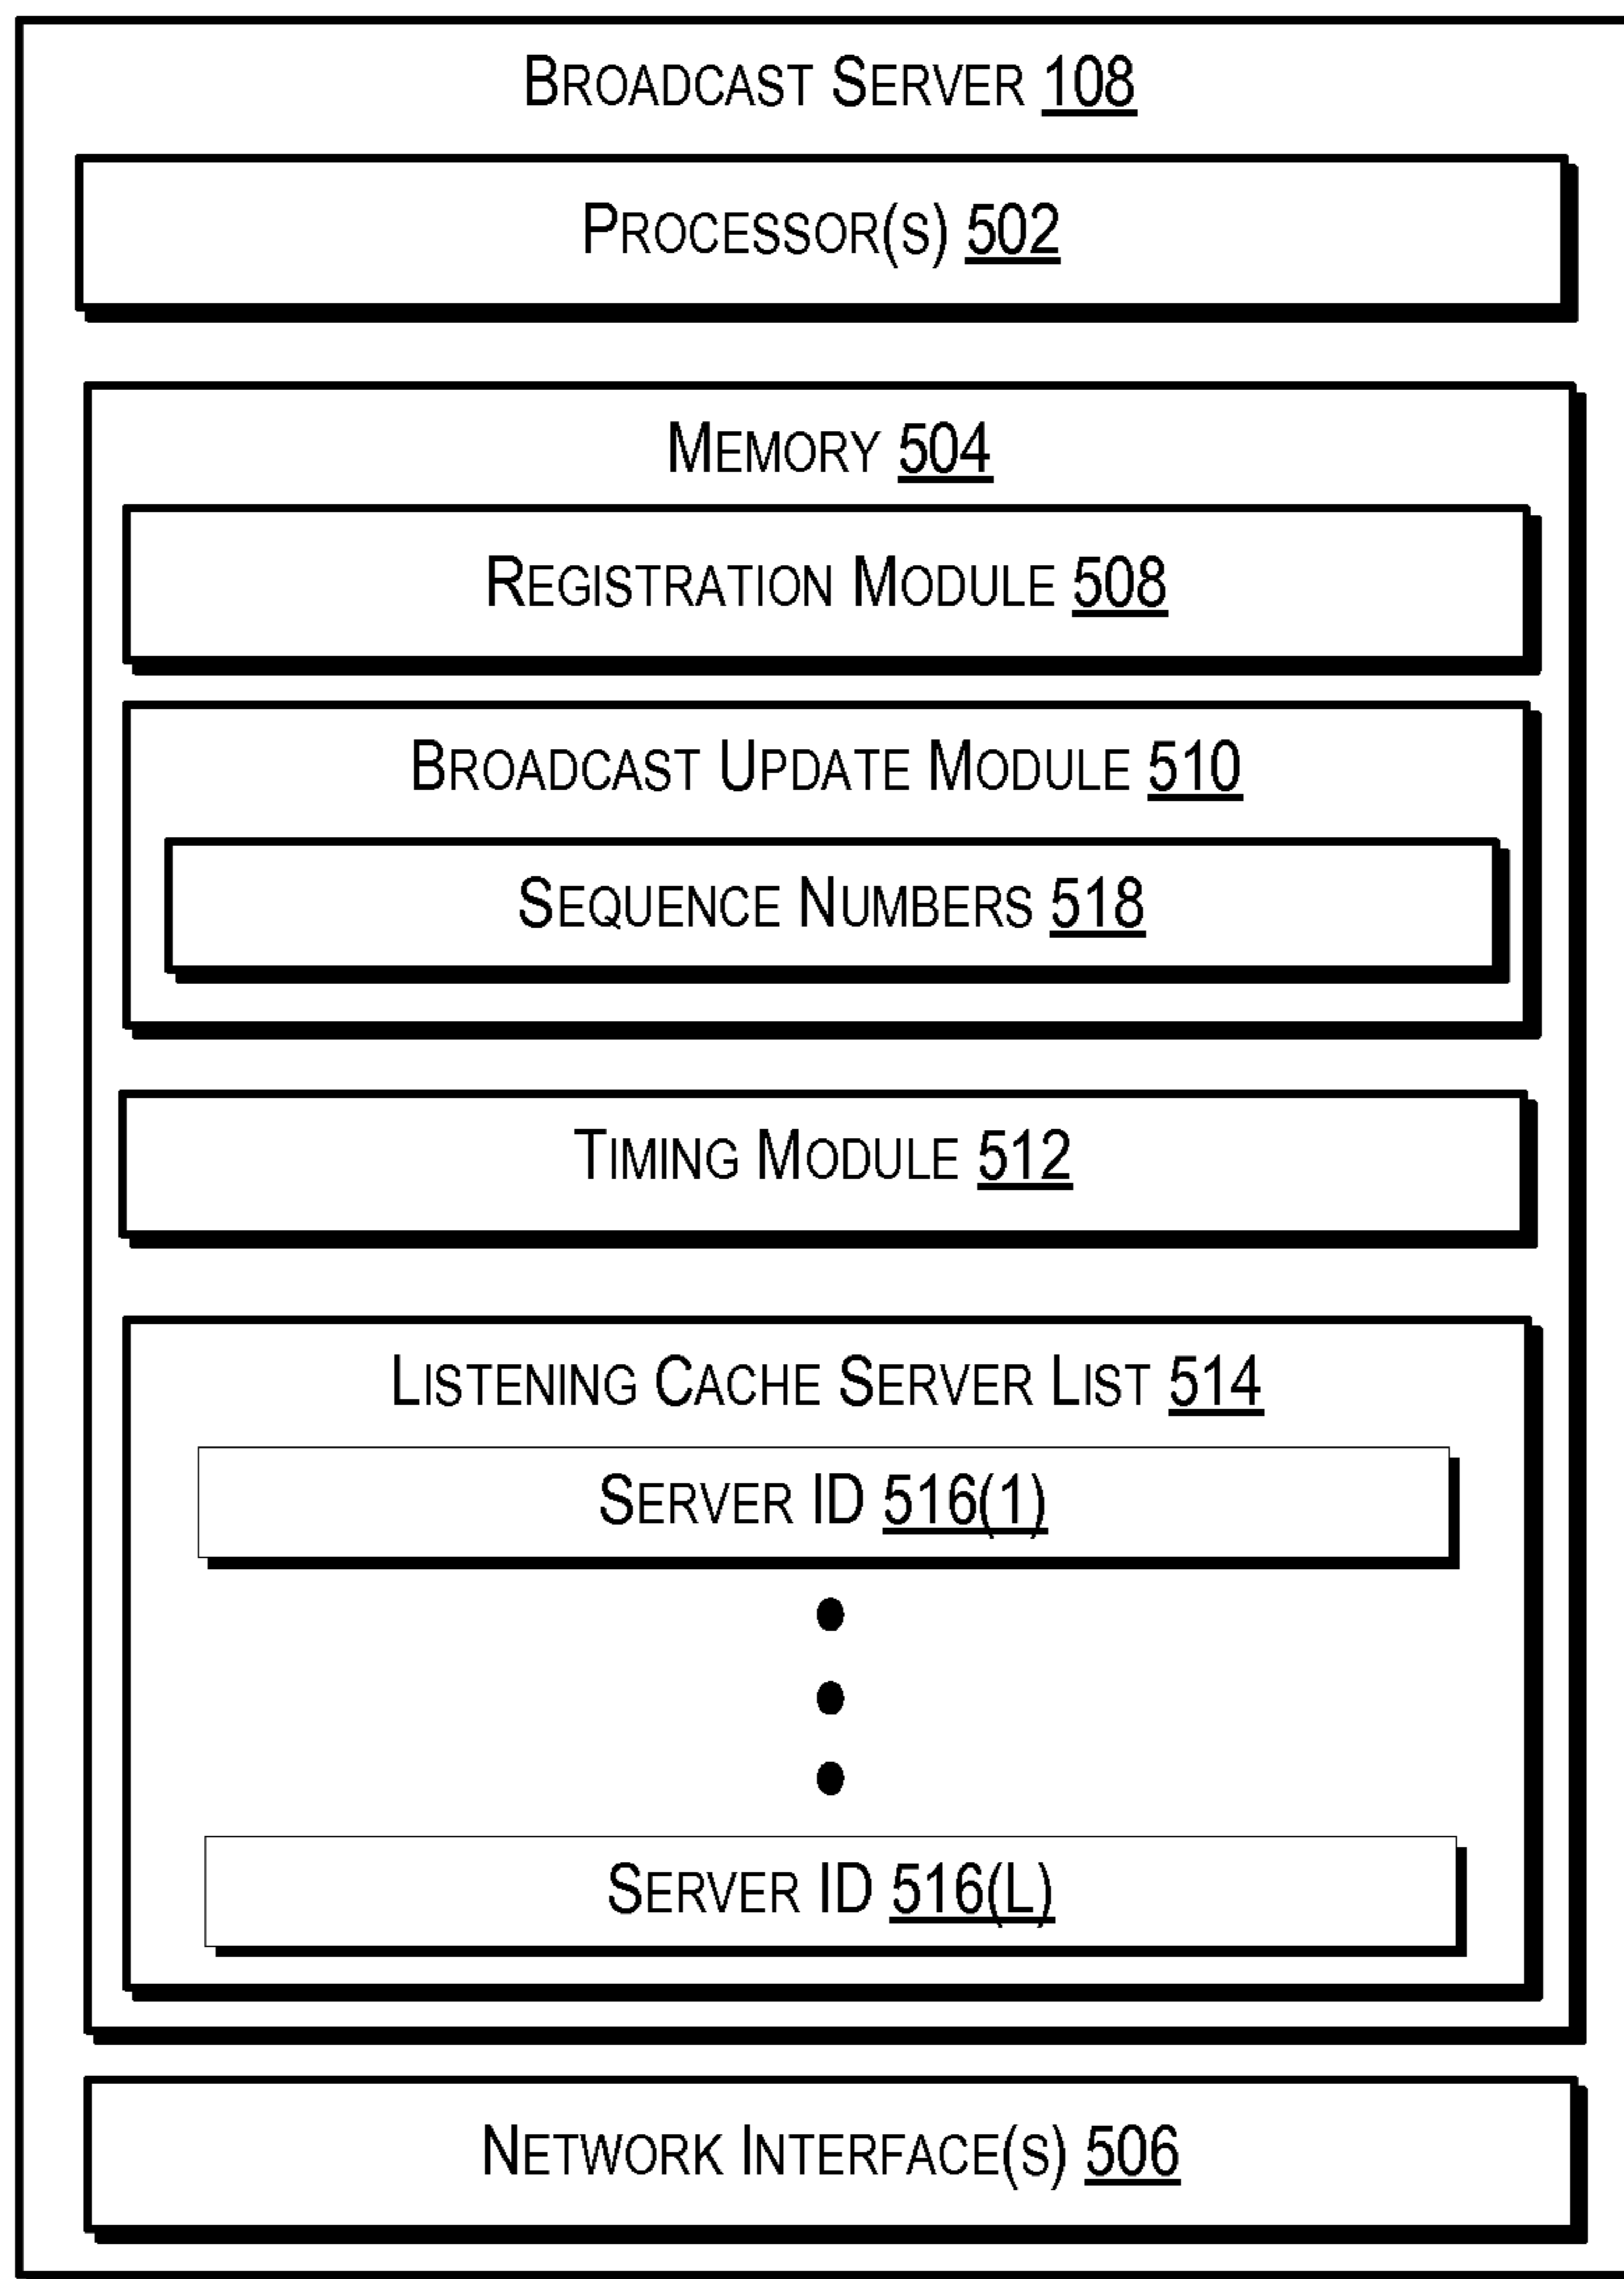 BROADCAST SERVER 108
PROCESSOR(S) 502
MEMORY 504
REGISTRATION MODULE 508
BROADCAST UPDATE MODULE 510
SEQUENCE NUMBERS 518
TIMING MODULE 512
LISTENING CACHE SERVER LIST 514
SERVER ID 516(1)
SERVER ID 516(L)
NETWORK INTERFACE(S) 506